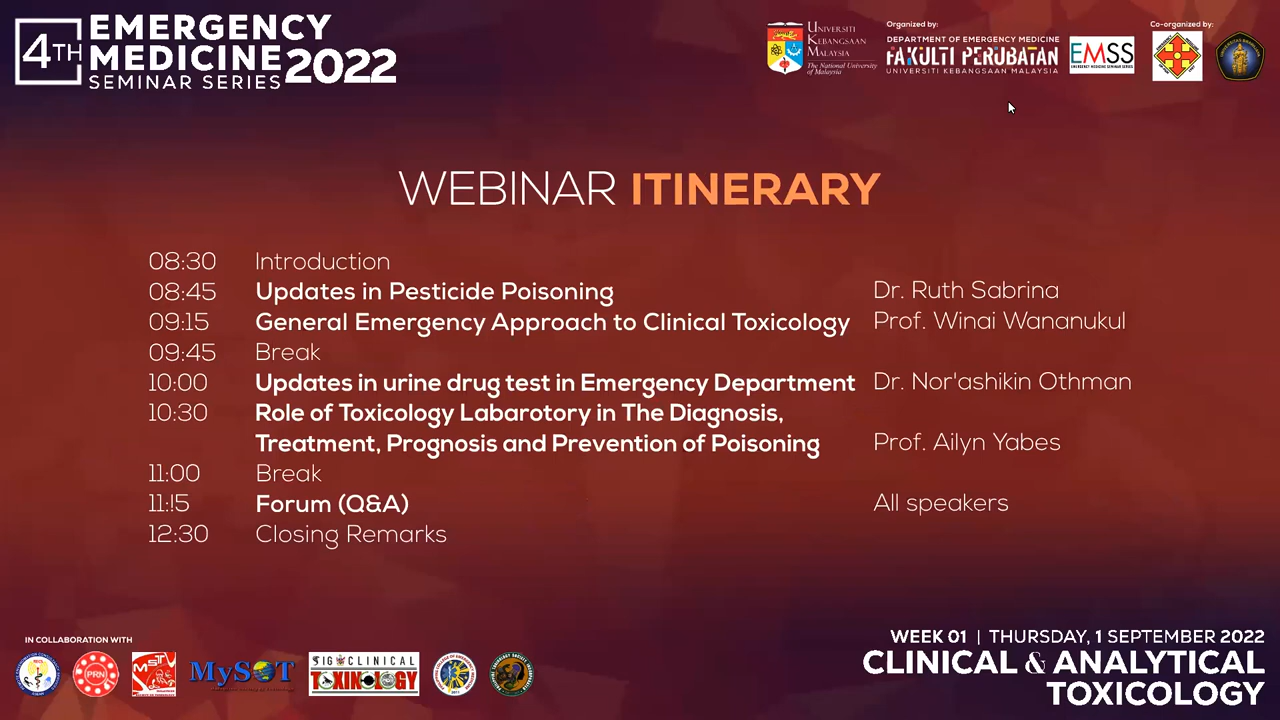 4TH
EMERGENCY
MEDICINE 2022
SEMINAR SERIES
UNIVERSITI
KEBANGSAAN
MALAYSIA
The National University
of Malaysia
Organized by:
DEPARTMENT OF EMERGENCY MEDICINE
FAKULTI PERUBATAN
UNIVERSITI KEBANGSAAN MALAYSIA
EMSS
EMERGENCY MEDICINE SEMINAR SERIES
Co-organized by:
WEBINAR ITINERARY
08:30 Introduction
08:45 Updates in Pesticide Poisoning Dr. Ruth Sabrina
09:15 General Emergency Approach to Clinical Toxicology Prof. Winai Wananukul
09:45 Break
10:00 Updates in urine drug test in Emergency Department Dr. Nor'ashikin Othman
10:30 Role of Toxicology Labarotory in The Diagnosis,
Treatment, Prognosis and Prevention of Poisoning Prof. Ailyn Yabes
11:00 Break
11:!5 Forum (Q&A) All speakers
12:30 Closing Remarks
IN COLLABORATION WITH
PRN
MST
MySOT
SIG CLINICAL
TOXINOLOGY
WEEK 01 | THURSDAY, 1 SEPTEMBER 2022
CLINICAL & ANALYTICAL
TOXICOLOGY